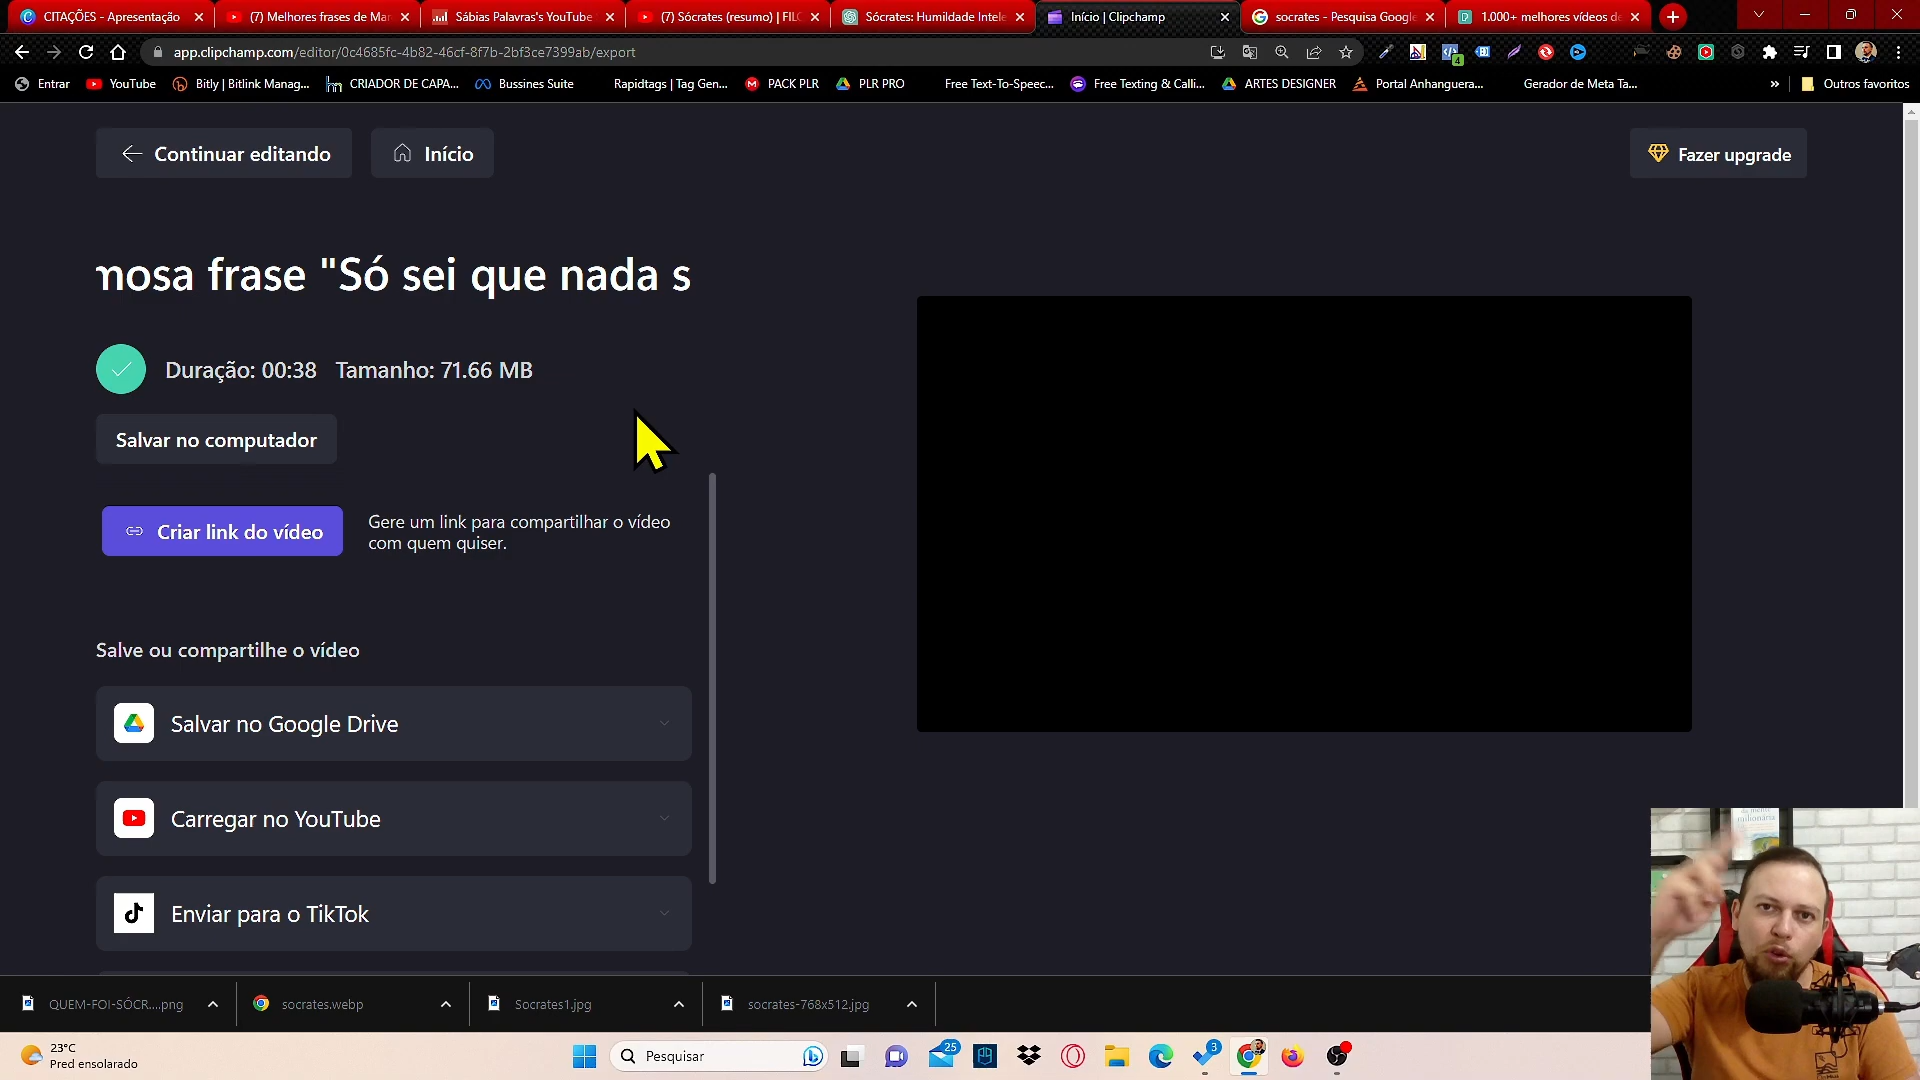 CITAÇÕES - Apresentação
(7) Melhores frases de Mar
Sábias Palavras's YouTube
(7) Sócrates (resumo) | FILO
Sócrates: Humildade Intele
Início | Clipchamp
socrates - Pesquisa Google
1.000+ melhores vídeos de
app.clipchamp.com/editor/0c4685fc-4b82-46cf-8f7b-2bf3ce7399ab/export
4
Entrar
YouTube
Bitly | Bitlink Manag...
CRIADOR DE CAPA...
Bussines Suite
Rapidtags | Tag Gen...
PACK PLR
PLR PRO
Free Text-To-Speec...
Free Texting & Calli...
ARTES DESIGNER
Portal Anhanguera...
Gerador de Meta Ta...
»
Outros favoritos
Continuar editando
Início
Fazer upgrade
mosa frase "Só sei que nada s
Duração: 00:38 Tamanho: 71.66 MB
Salvar no computador
Criar link do vídeo
Gere um link para compartilhar o vídeo
com quem quiser.
Salve ou compartilhe o vídeo
Salvar no Google Drive
Carregar no YouTube
Enviar para o TikTok
milionária
QUEM-FOI-SÓCR....png
socrates.webp
Socrates1.jpg
socrates-768x512.jpg
23°C
Pred ensolarado
Pesquisar
25
3